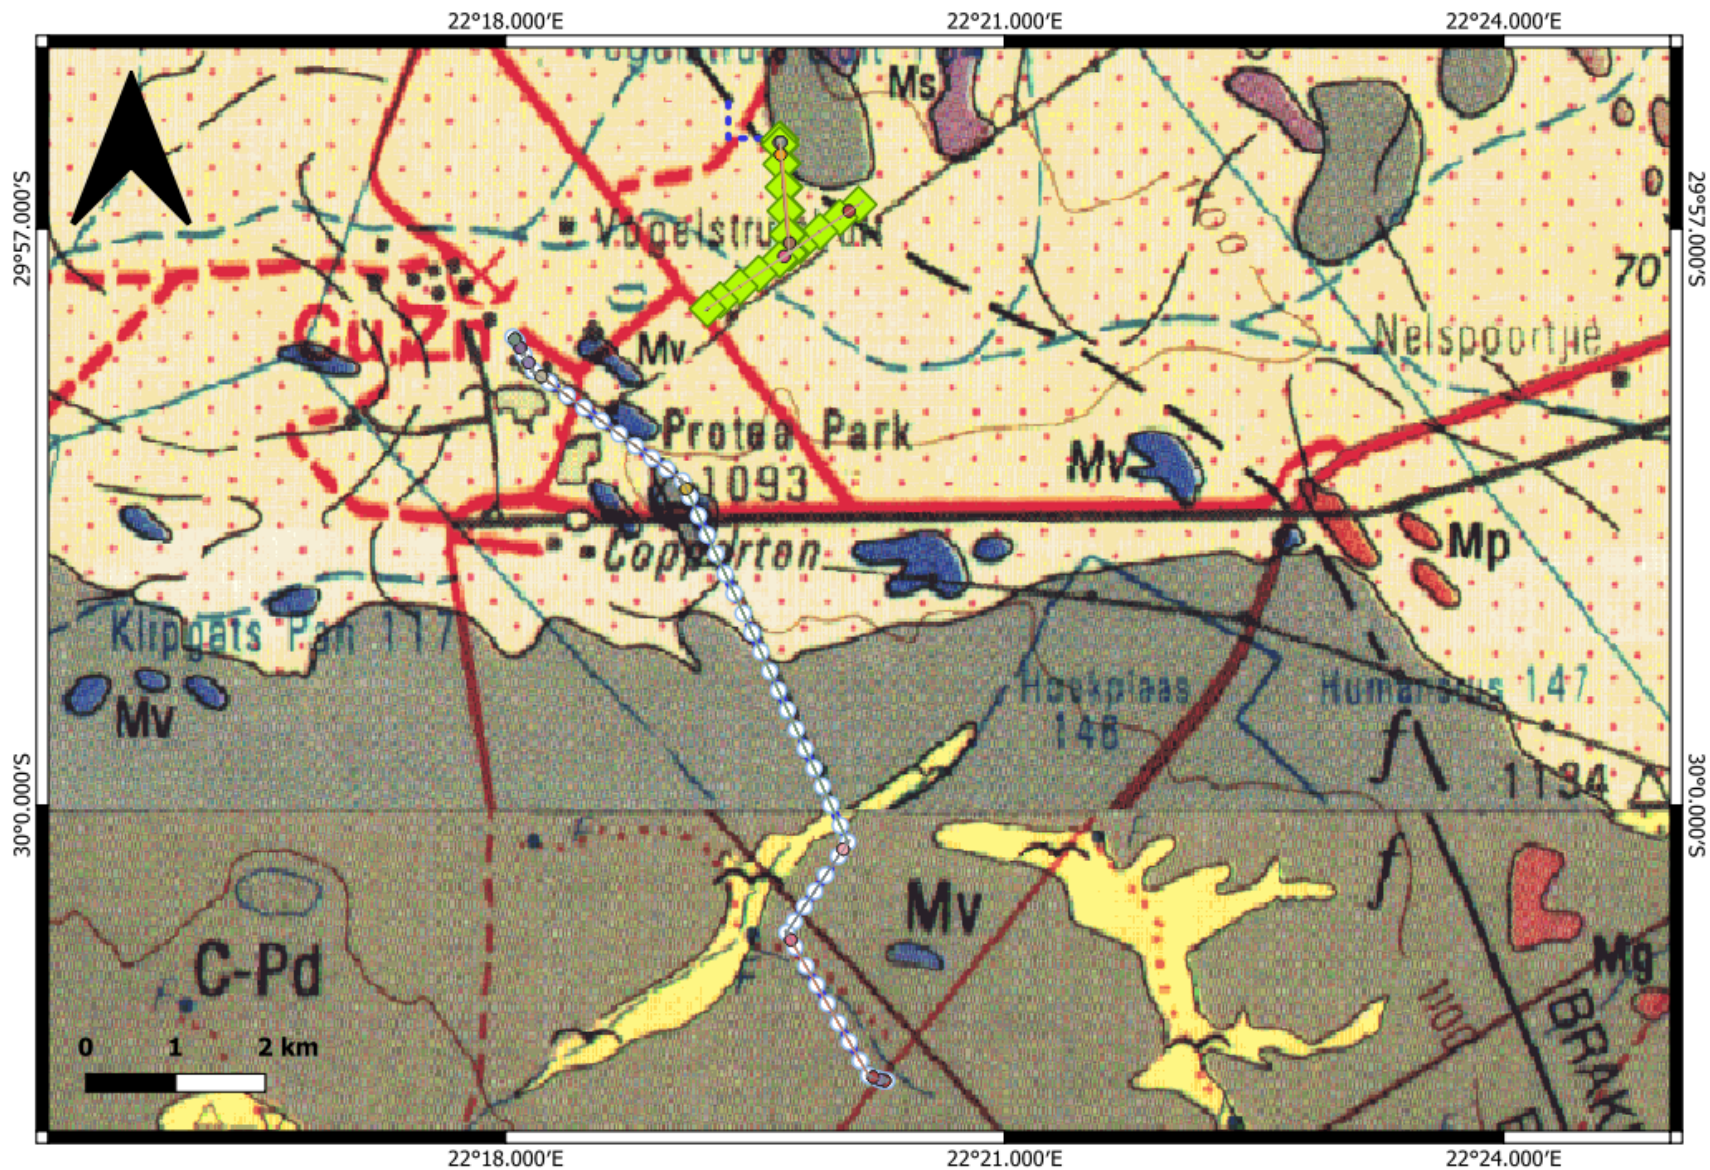 22°18.000′E 22°21.000′E 22°24.000′E
Ms
29°57.000′S
29°57.000′S
100
70
Cu,Zn
Nelspoortjie
Mv
Protea Park
1093
Mv
Copperton
Mp
Klipgats Pan 117
Mv
Hoekplaas
146
Humansrus 147
1134
30°0.000′S
30°0.000′S
F
F
Mv
C-Pd
F
F
Mg
1100
BRAK
0 1 2 km
22°18.000′E 22°21.000′E 22°24.000′E